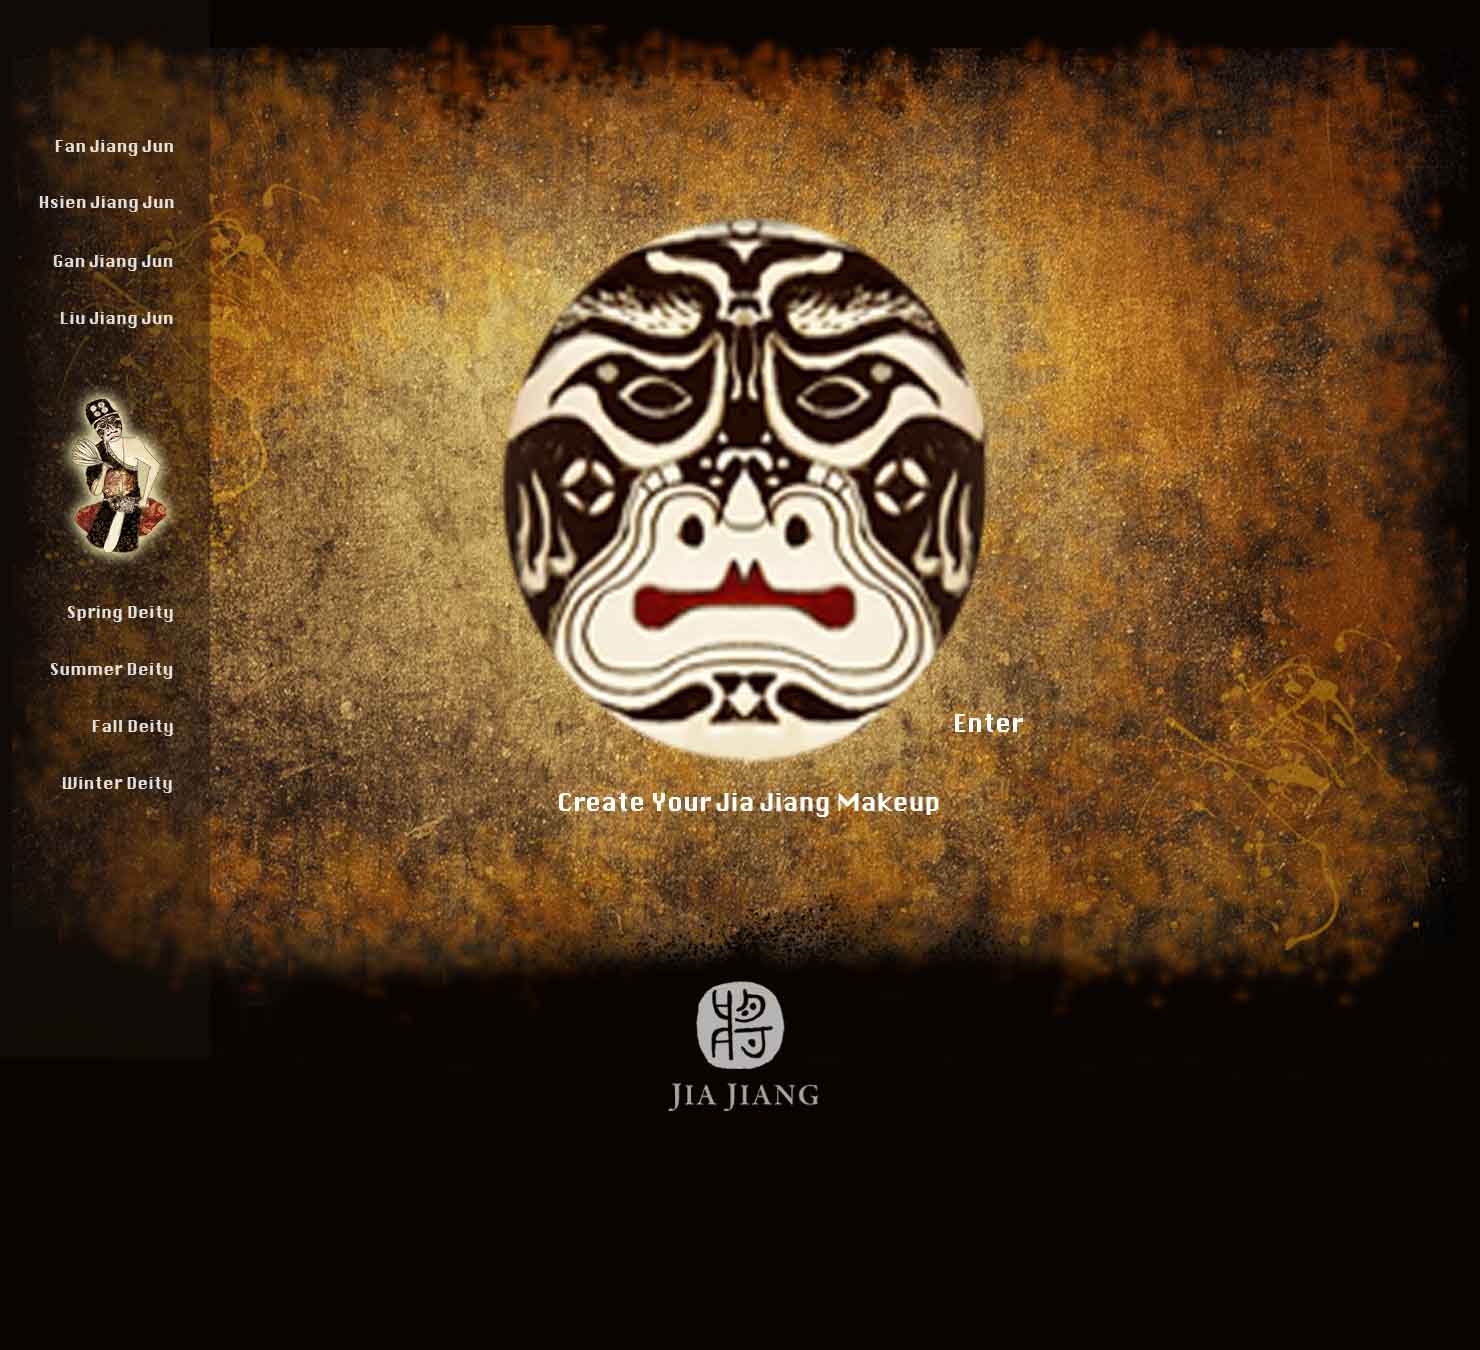 Fan Jiang Jun
Hsien Jiang Jun
Gan Jiang Jun
Liu Jiang Jun
Spring Deity
Summer Deity
Fall Deity
Winter Deity
Enter
Create Your Jia Jiang Makeup
將
JIA JIANG